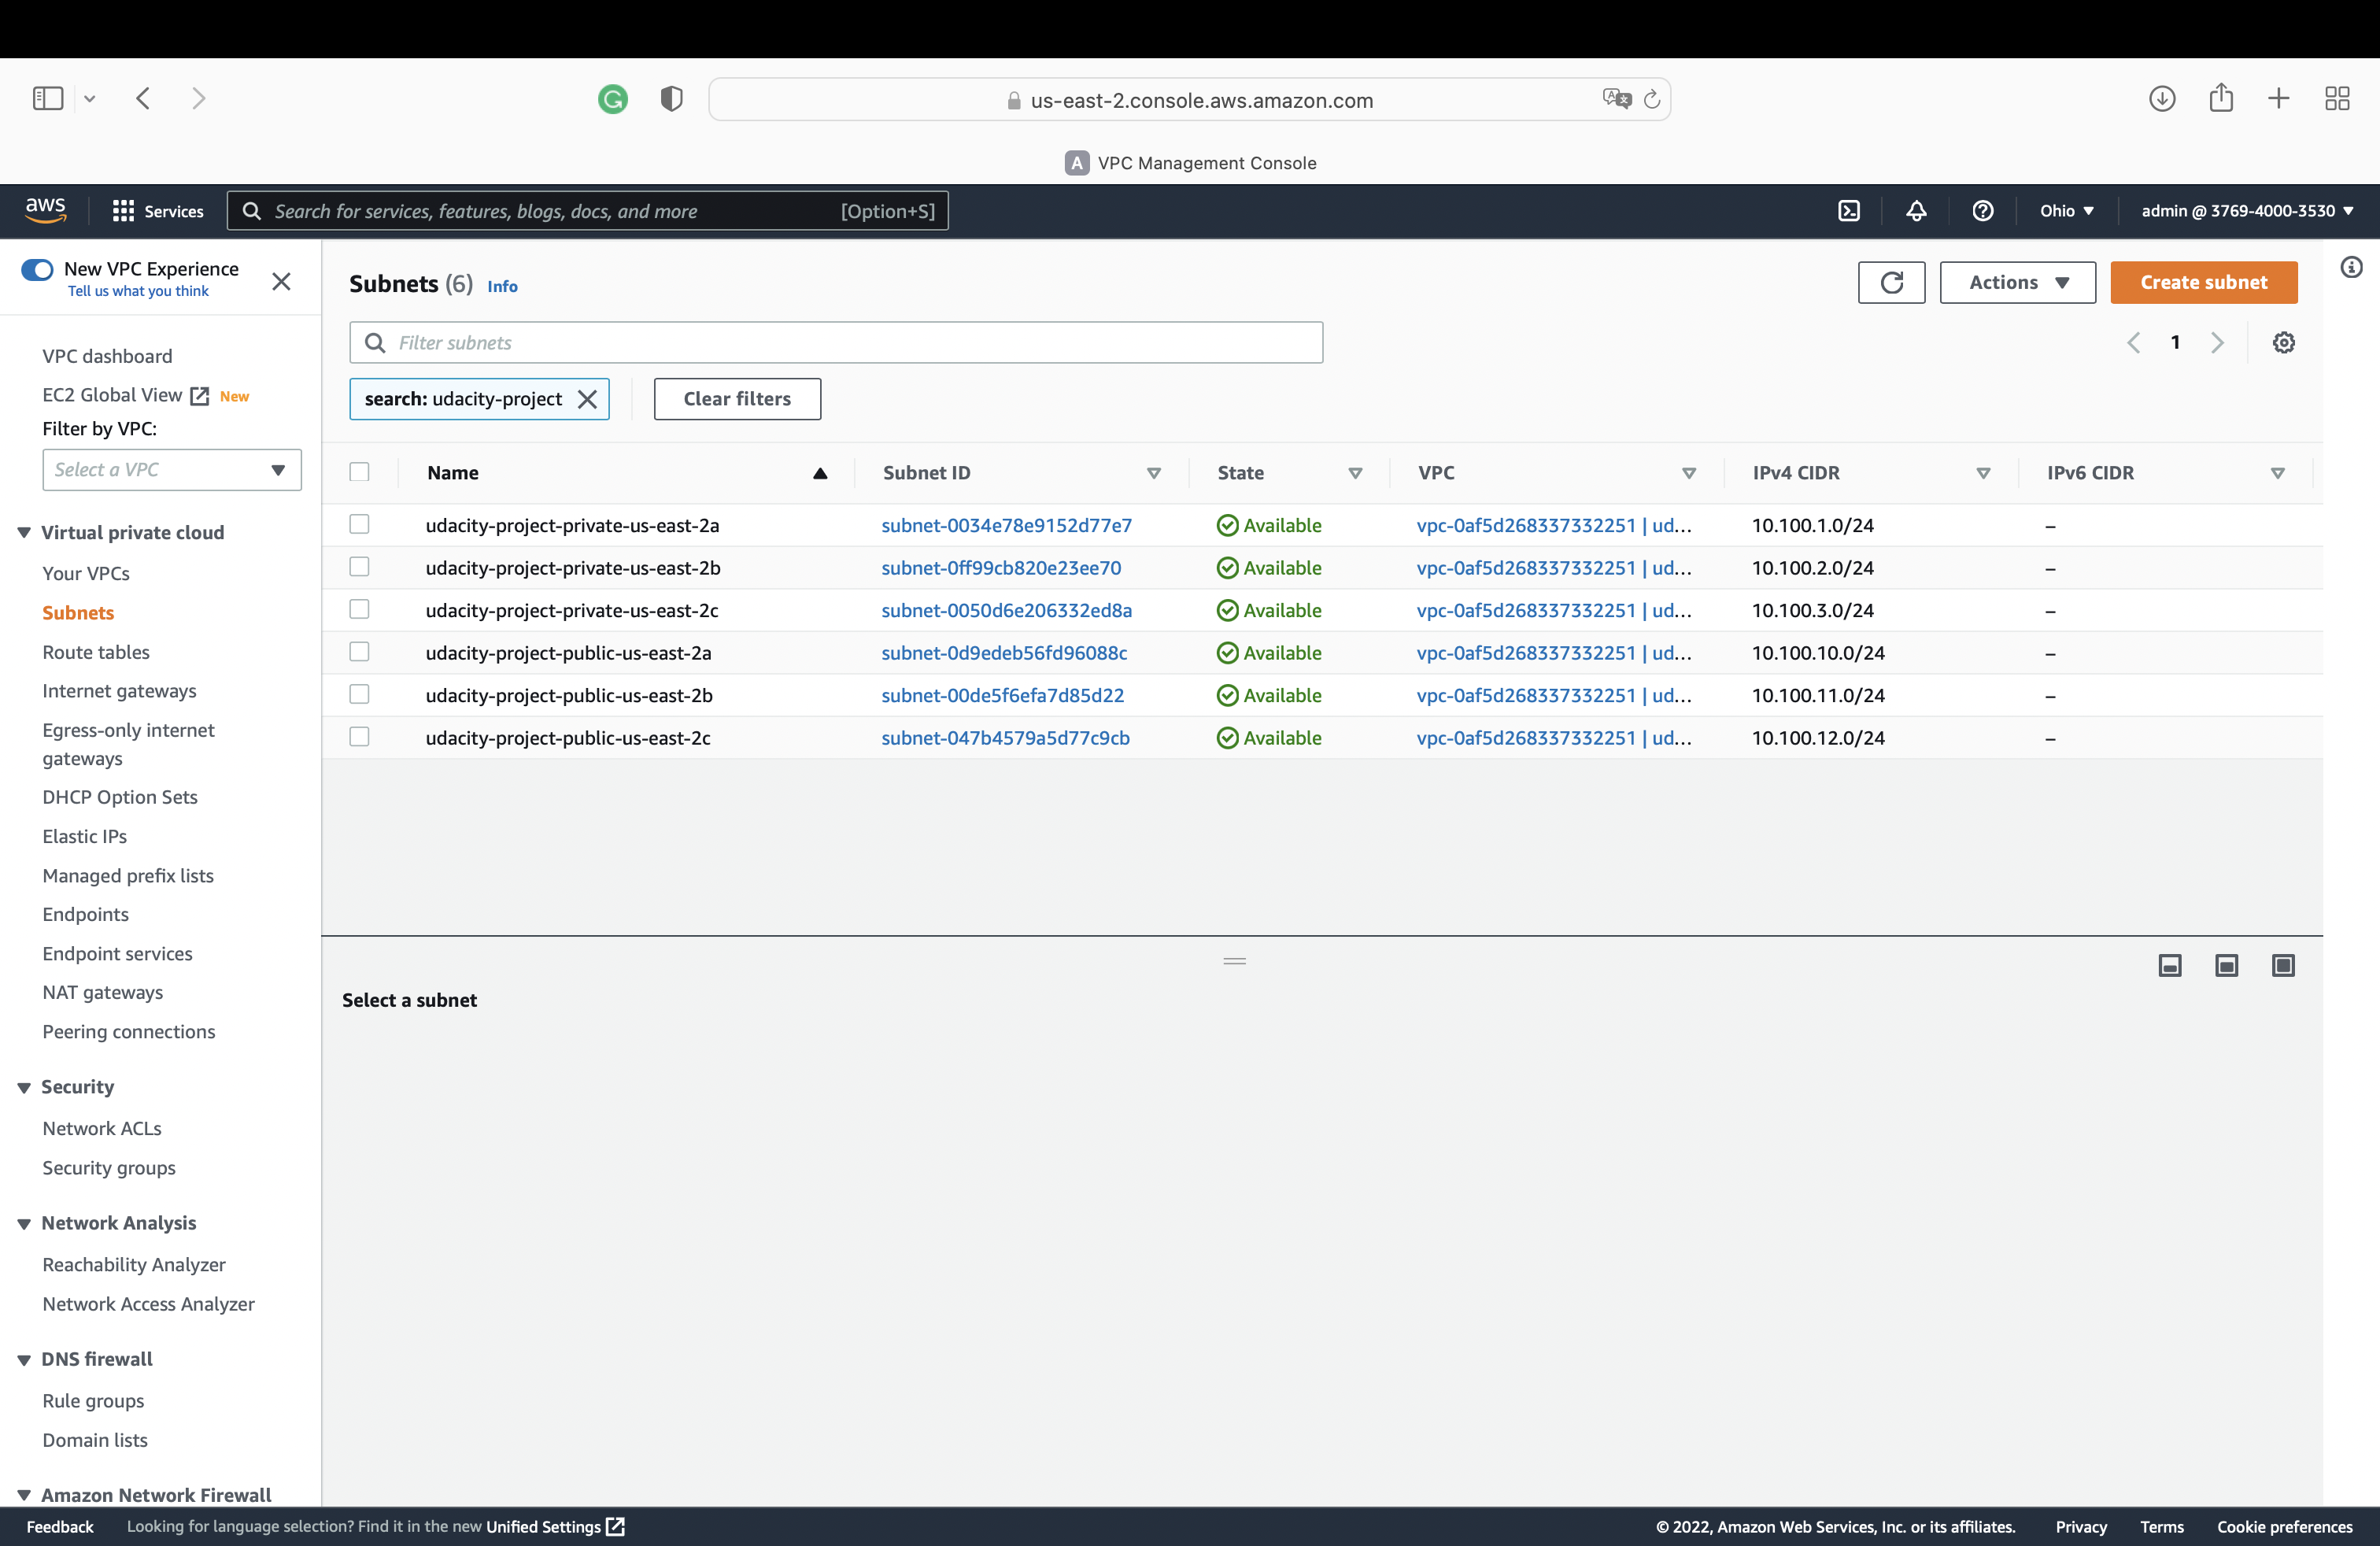 us-east-2.console.aws.amazon.com
A VPC Management Console
aws Services Search for services, features, blogs, docs, and more [Option+S] Ohio admin @ 3769-4000-3530
New VPC Experience
Tell us what you think
VPC dashboard
EC2 Global View New
Filter by VPC:
Select a VPC
Virtual private cloud
Your VPCs
Subnets
Route tables
Internet gateways
Egress-only internet
gateways
DHCP Option Sets
Elastic IPs
Managed prefix lists
Endpoints
Endpoint services
NAT gateways
Peering connections
Security
Network ACLs
Security groups
Network Analysis
Reachability Analyzer
Network Access Analyzer
DNS firewall
Rule groups
Domain lists
Amazon Network Firewall
Subnets (6) Info Actions Create subnet
Filter subnets 1
search: udacity-project Clear filters
Name Subnet ID State VPC IPv4 CIDR IPv6 CIDR
udacity-project-private-us-east-2a subnet-0034e78e9152d77e7 Available vpc-0af5d268337332251 | ud... 10.100.1.0/24 –
udacity-project-private-us-east-2b subnet-0ff99cb820e23ee70 Available vpc-0af5d268337332251 | ud... 10.100.2.0/24 –
udacity-project-private-us-east-2c subnet-0050d6e206332ed8a Available vpc-0af5d268337332251 | ud... 10.100.3.0/24 –
udacity-project-public-us-east-2a subnet-0d9edeb56fd96088c Available vpc-0af5d268337332251 | ud... 10.100.10.0/24 –
udacity-project-public-us-east-2b subnet-00de5f6efa7d85d22 Available vpc-0af5d268337332251 | ud... 10.100.11.0/24 –
udacity-project-public-us-east-2c subnet-047b4579a5d77c9cb Available vpc-0af5d268337332251 | ud... 10.100.12.0/24 –
Select a subnet
Feedback Looking for language selection? Find it in the new Unified Settings © 2022, Amazon Web Services, Inc. or its affiliates. Privacy Terms Cookie preferences